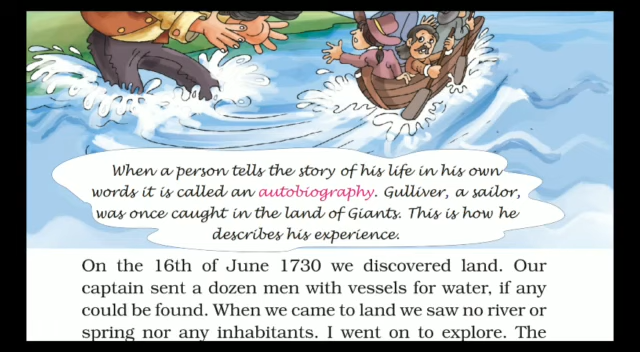 When a person tells the story of his life in his own
words it is called an autobiography. Gulliver, a sailor,
was once caught in the land of Giants. This is how he
describes his experience.
On the 16th of June 1730 we discovered land. Our
captain sent a dozen men with vessels for water, if any
could be found. When we came to land we saw no river or
spring nor any inhabitants. I went on to explore. The